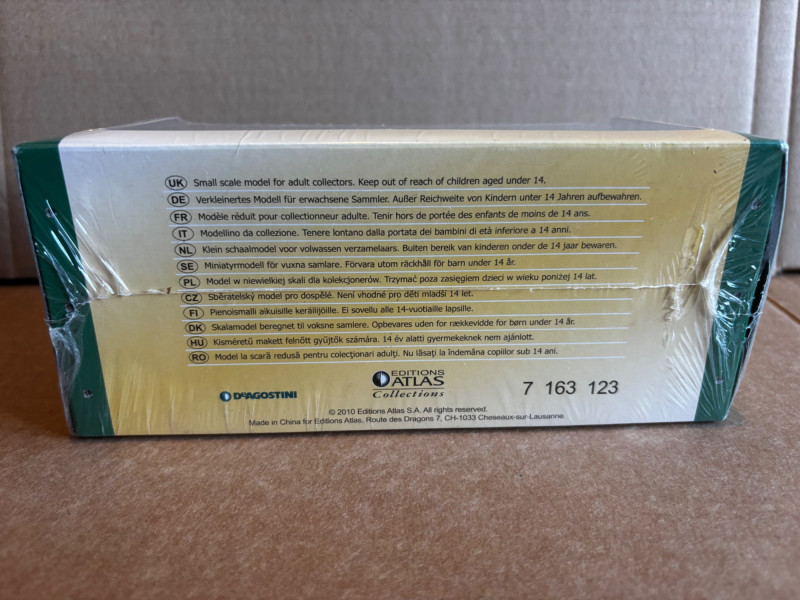 UK Small scale model for adult collectors. Keep out of reach of children aged under 14.
DE Verkleinertes Modell für erwachsene Sammler. Außer Reichweite von Kindern unter 14 Jahren aufbewahren.
FR Modèle réduit pour collectionneur adulte. Tenir hors de portée des enfants de moins de 14 ans.
IT Modellino da collezione. Tenere lontano dalla portata dei bambini di età inferiore a 14 anni.
NL Klein schaalmodel voor volwassen verzamelaars. Buiten bereik van kinderen onder de 14 jaar bewaren.
SE Miniatyrmodell för vuxna samlare. Förvara utom räckhåll för barn under 14 år.
PL Model w niewielkiej skali dla kolekcjonerów. Trzymać poza zasięgiem dzieci w wieku poniżej 14 lat.
CZ Sběratelský model pro dospělé. Není vhodné pro děti mladší 14 let.
FI Pienoismalli aikuisille keräilijöille. Ei sovellu alle 14-vuotiaille lapsille.
DK Skalamodel beregnet til voksne samlere. Opbevares uden for rækkevidde for børn under 14 år.
HU Kisméretű makett felnőtt gyűjtők számára. 14 év alatti gyermekeknek nem ajánlott.
RO Model la scară redusă pentru colecționari adulți. Nu lăsați la îndemâna copiilor sub 14 ani.
DEAGOSTINI
EDITIONS
ATLAS
Collections
7 163 123
© 2010 Editions Atlas S.A. All rights reserved.
Made in China for Editions Atlas, Route des Dragons 7, CH-1033 Cheseaux-sur-Lausanne.